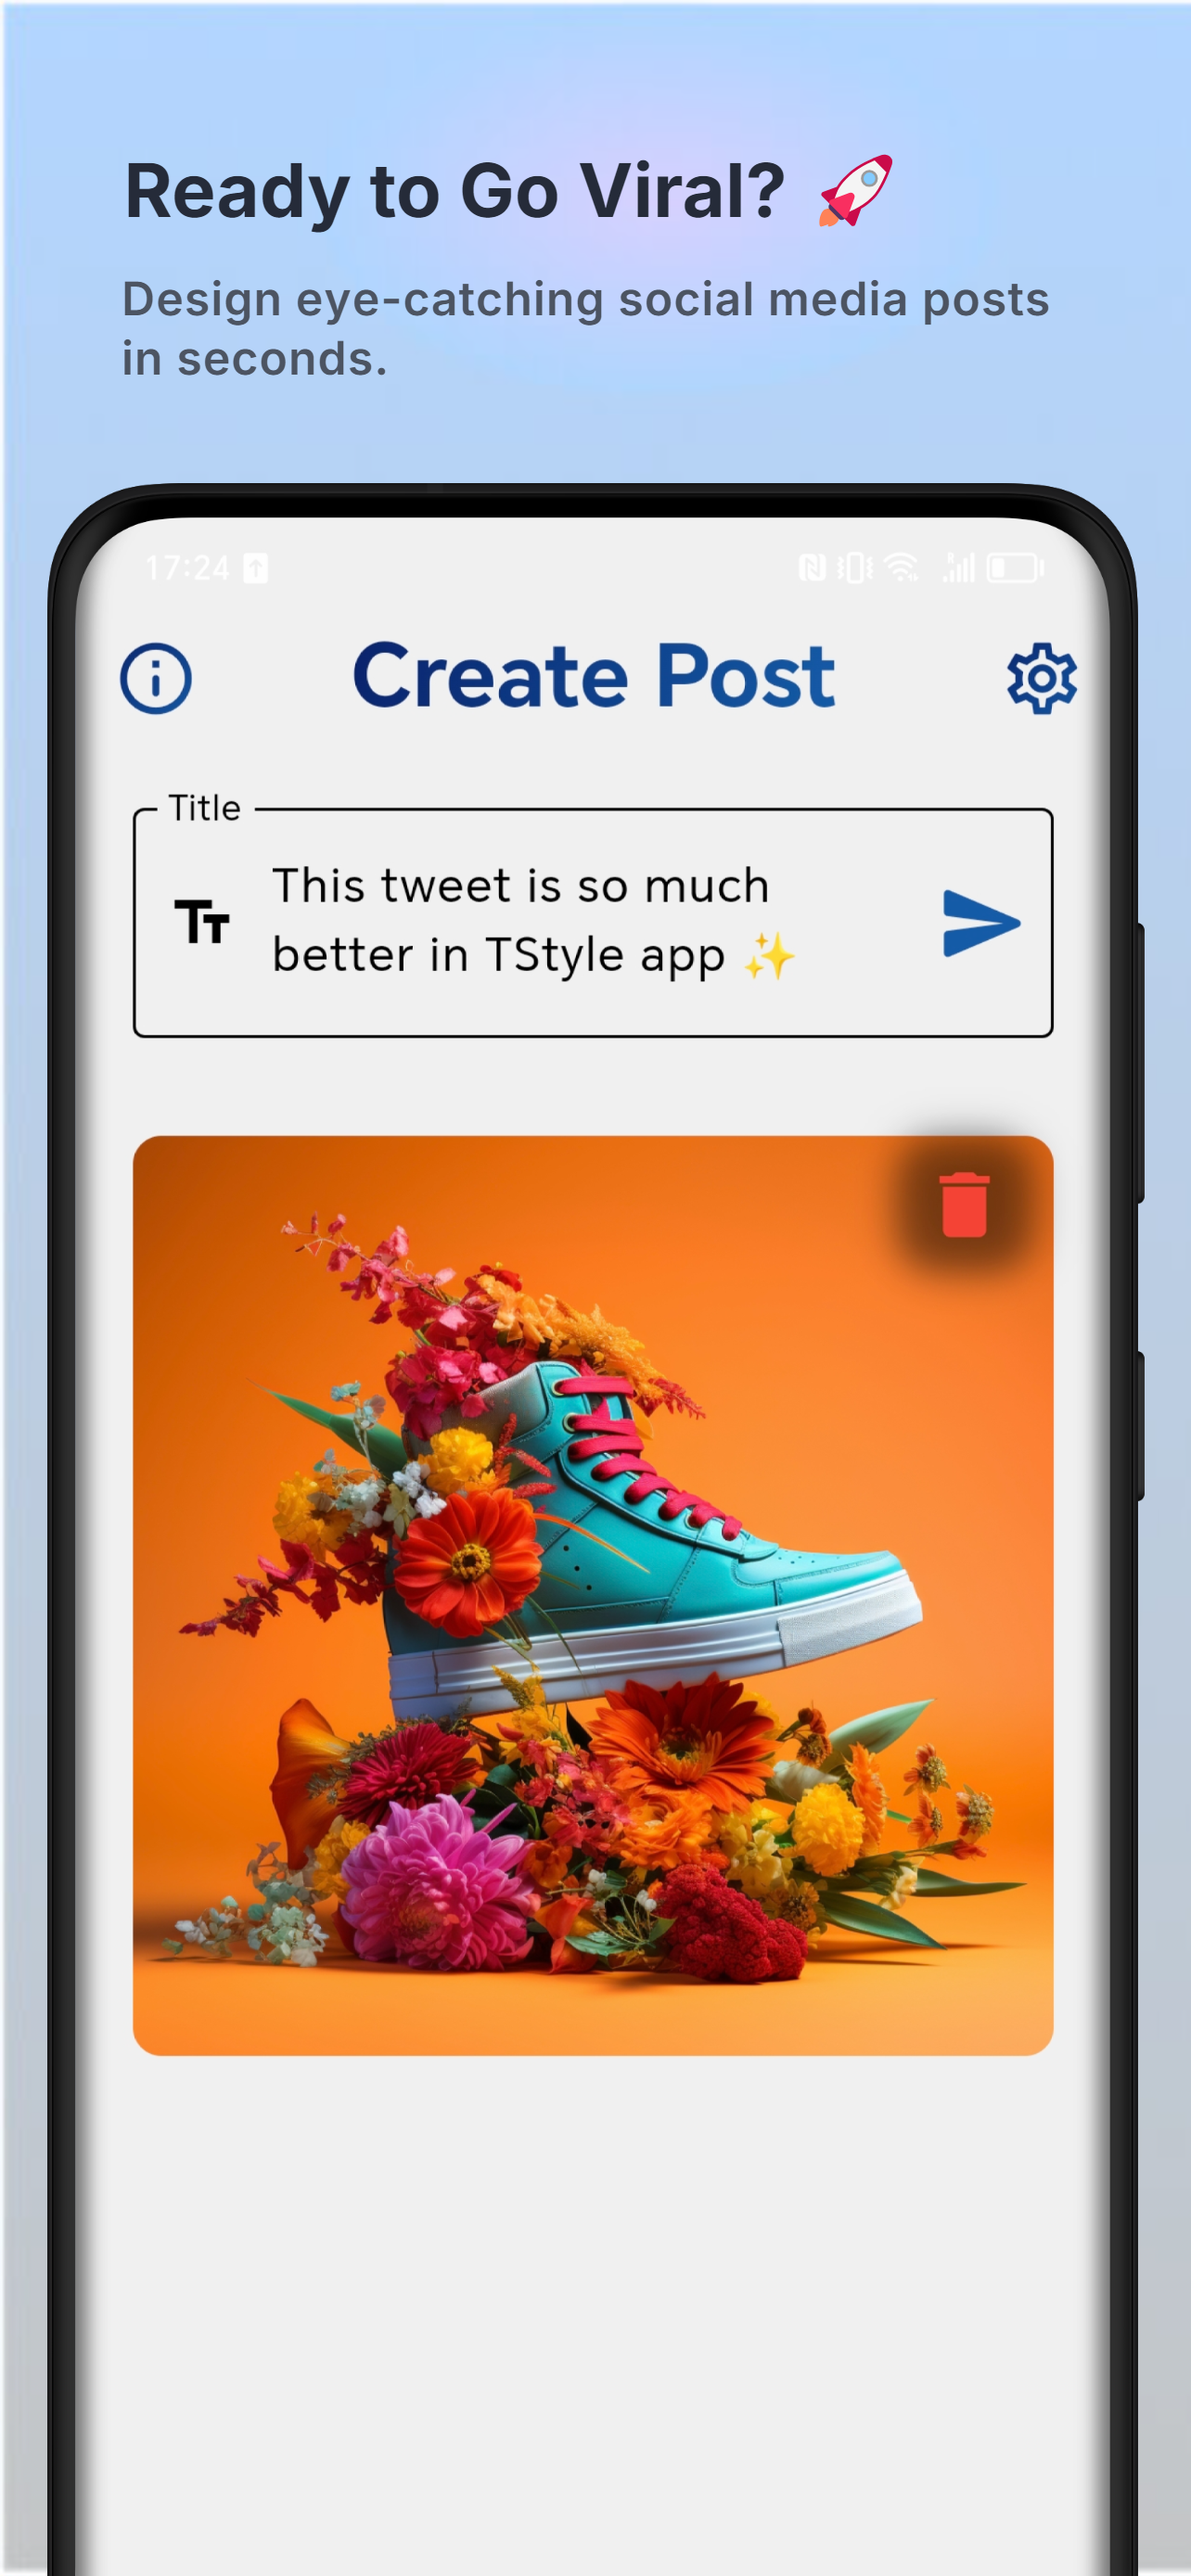 Ready to Go Viral? 🚀
Design eye-catching social media posts
in seconds.
17:24
Create Post
Title
This tweet is so much
better in TStyle app ✨